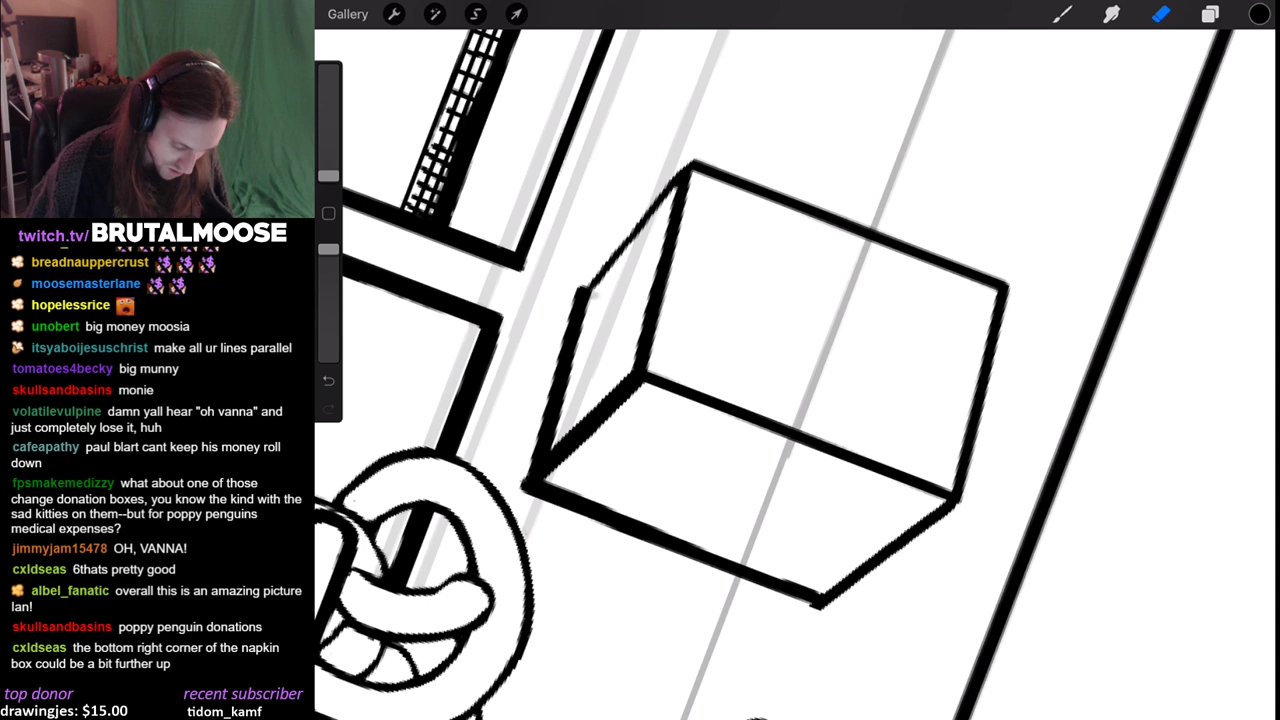 Gallery
twitch.tv/BRUTALMOOSE
breadnauppercrust
moosemasterlane
hopelessrice
unobert big money moosia
itsyaboijesuschrist make all ur lines parallel
tomatoes4becky big munny
skullsandbasins monie
volatilevulpine damn yall hear "oh vanna" and
just completely lose it, huh
cafeapathy paul blart cant keep his money roll
down
fpsmakemedizzy what about one of those
change donation boxes, you know the kind with the
sad kitties on them--but for poppy penguins
medical expenses?
jimmyjam15478 OH, VANNA!
cxldseas 6thats pretty good
albel_fanatic overall this is an amazing picture
Ian!
skullsandbasins poppy penguin donations
cxldseas the bottom right corner of the napkin
box could be a bit further up
top donor recent subscriber
drawingjes: $15.00 tidom_kamf